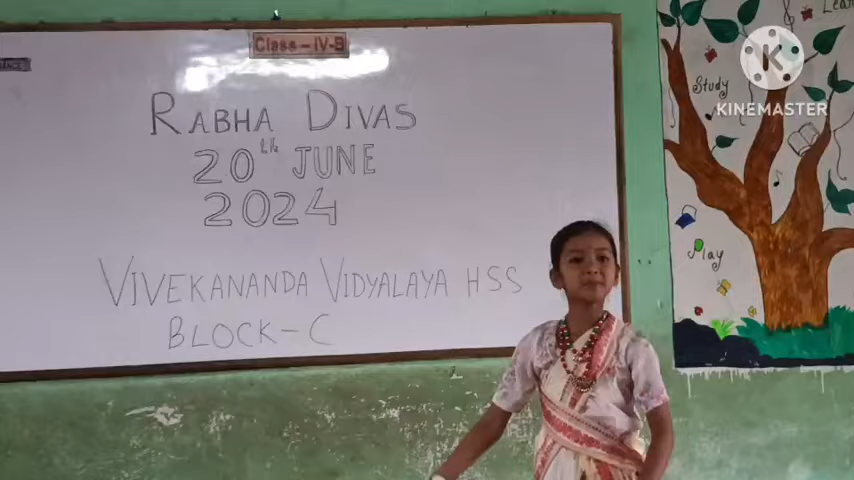 Class - IV-B
RABHA DIVAS
20th JUNE
2024
VIVEKANANDA VIDYALAYA HSS
BLOCK-C
Study
Play
KINEMASTER